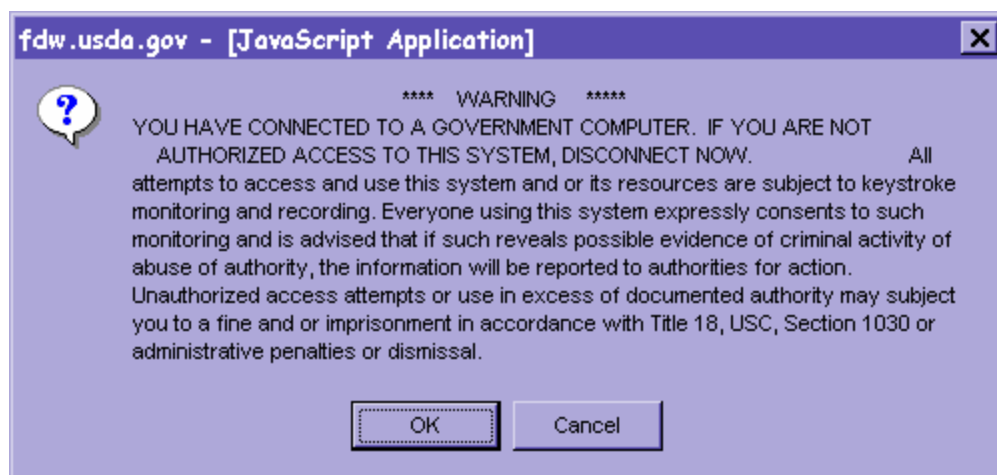 fdw.usda.gov - [JavaScript Application]
**** WARNING *****
YOU HAVE CONNECTED TO A GOVERNMENT COMPUTER. IF YOU ARE NOT
AUTHORIZED ACCESS TO THIS SYSTEM, DISCONNECT NOW. All
attempts to access and use this system and or its resources are subject to keystroke
monitoring and recording. Everyone using this system expressly consents to such
monitoring and is advised that if such reveals possible evidence of criminal activity of
abuse of authority, the information will be reported to authorities for action.
Unauthorized access attempts or use in excess of documented authority may subject
you to a fine and or imprisonment in accordance with Title 18, USC, Section 1030 or
administrative penalties or dismissal.
OK Cancel